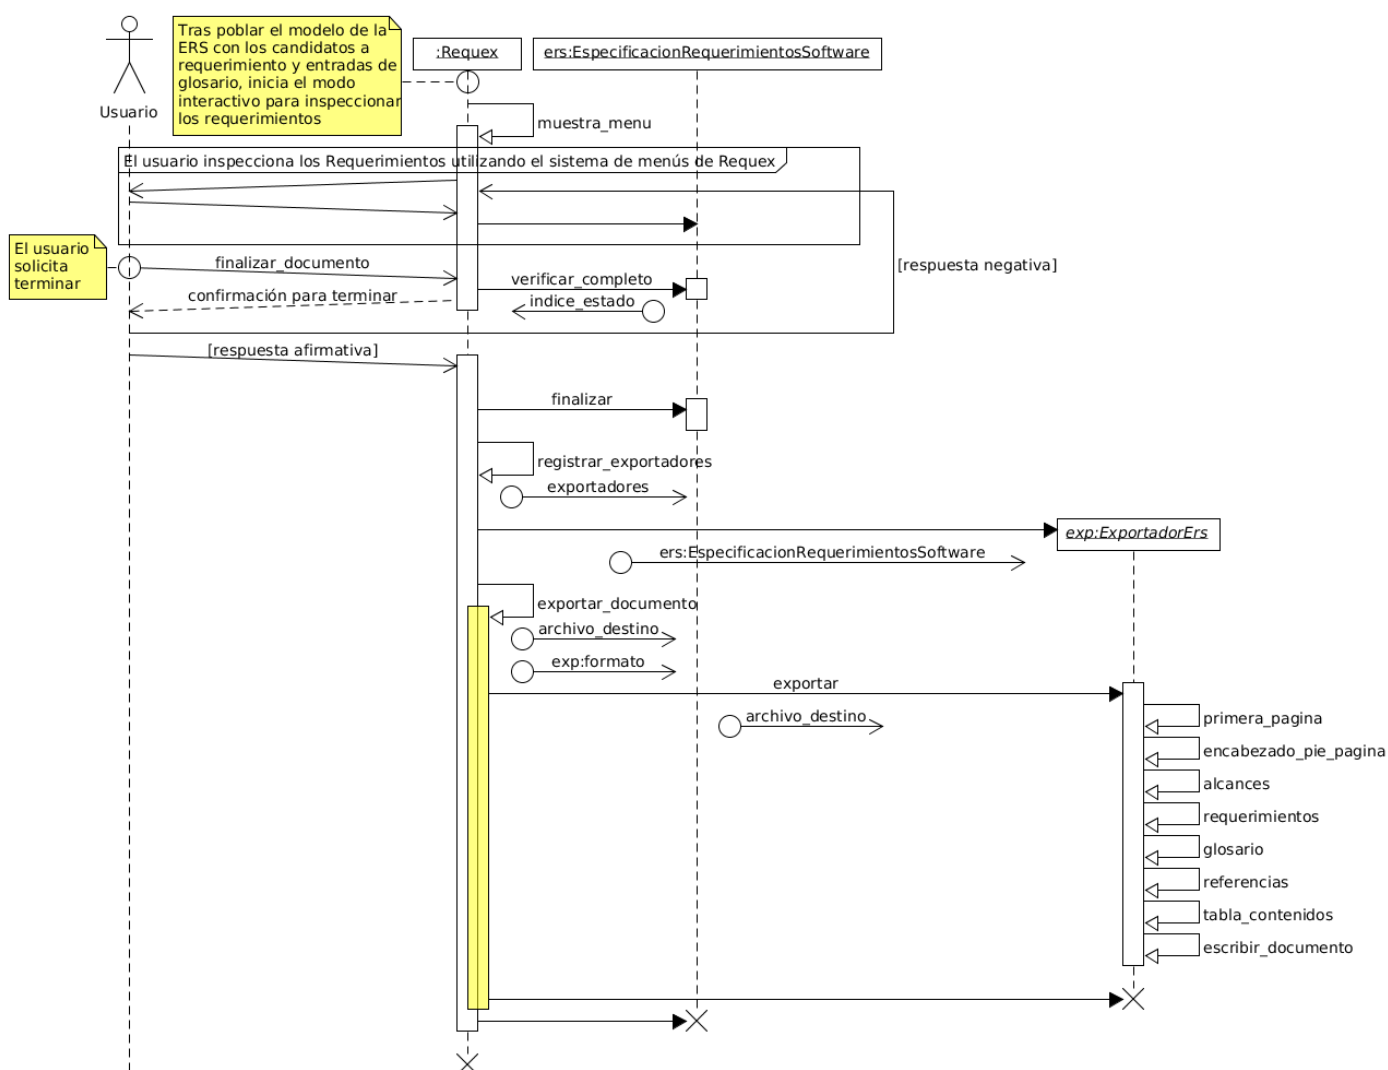 Tras poblar el modelo de la
ERS con los candidatos a
requerimiento y entradas de
glosario, inicia el modo
interactivo para inspeccionar
los requerimientos
:Requex
ers:EspecificacionRequerimientosSoftware
Usuario
muestra_menu
El usuario inspecciona los Requerimientos utilizando el sistema de menús de Requex
El usuario
solicita
terminar
finalizar_documento
[respuesta negativa]
verificar_completo
confirmación para terminar
indice_estado
[respuesta afirmativa]
finalizar
registrar_exportadores
exportadores
exp:ExportadorErs
ers:EspecificacionRequerimientosSoftware
exportar_documento
archivo_destino
exp:formato
exportar
archivo_destino
primera_pagina
encabezado_pie_pagina
alcances
requerimientos
glosario
referencias
tabla_contenidos
escribir_documento